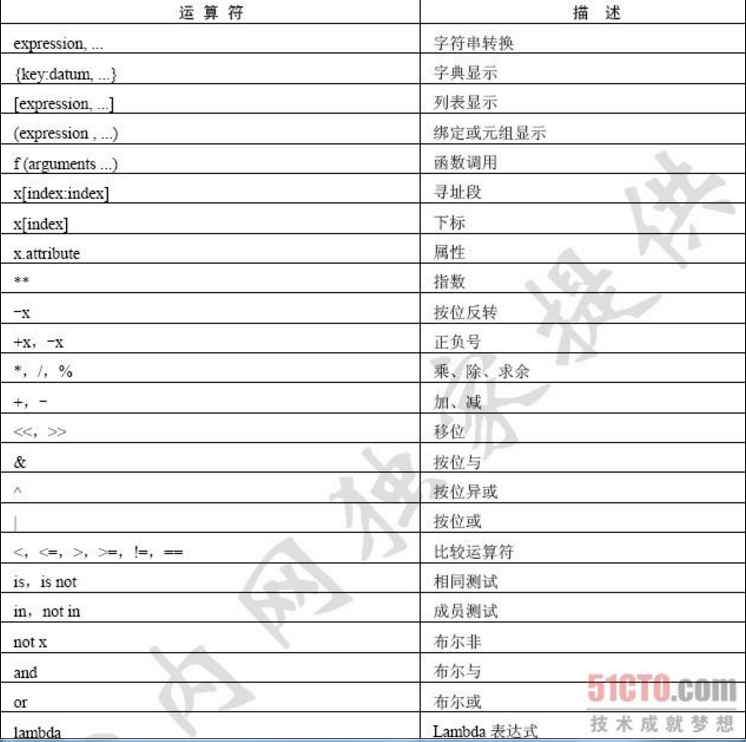 运 算 符 描 述
expression, ... 字符串转换
{key:datum, ...} 字典显示
[expression, ...] 列表显示
(expression , ...) 绑定或元组显示
f (arguments ...) 函数调用
x[index:index] 寻址段
x[index] 下标
x.attribute 属性
** 指数
-x 按位反转
+x，-x 正负号
*，/，% 乘、除、求余
+，- 加、减
<<，>> 移位
& 按位与
^ 按位异或
| 按位或
<，<=，>，>=，!=，== 比较运算符
is，is not 相同测试
in，not in 成员测试
not x 布尔非
and 布尔与
or 布尔或
lambda Lambda 表达式
内网独家提供
51CTO.com
技术成就梦想